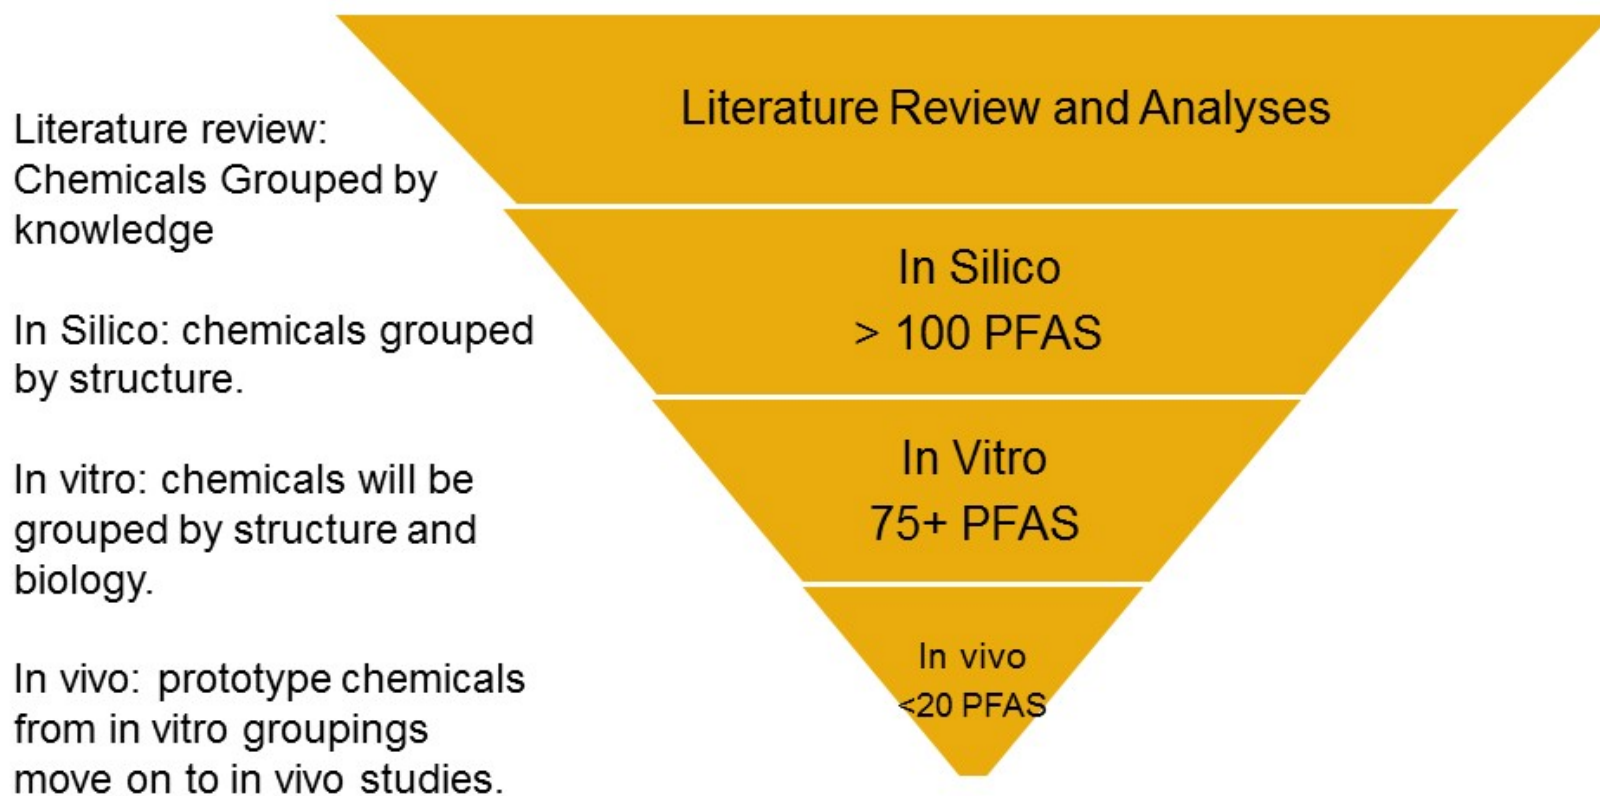 Literature review:
Chemicals Grouped by
knowledge
In Silico: chemicals grouped
by structure.
In vitro: chemicals will be
grouped by structure and
biology.
In vivo: prototype chemicals
from in vitro groupings
move on to in vivo studies.
Literature Review and Analyses
In Silico
> 100 PFAS
In Vitro
75+ PFAS
In vivo
<20 PFAS